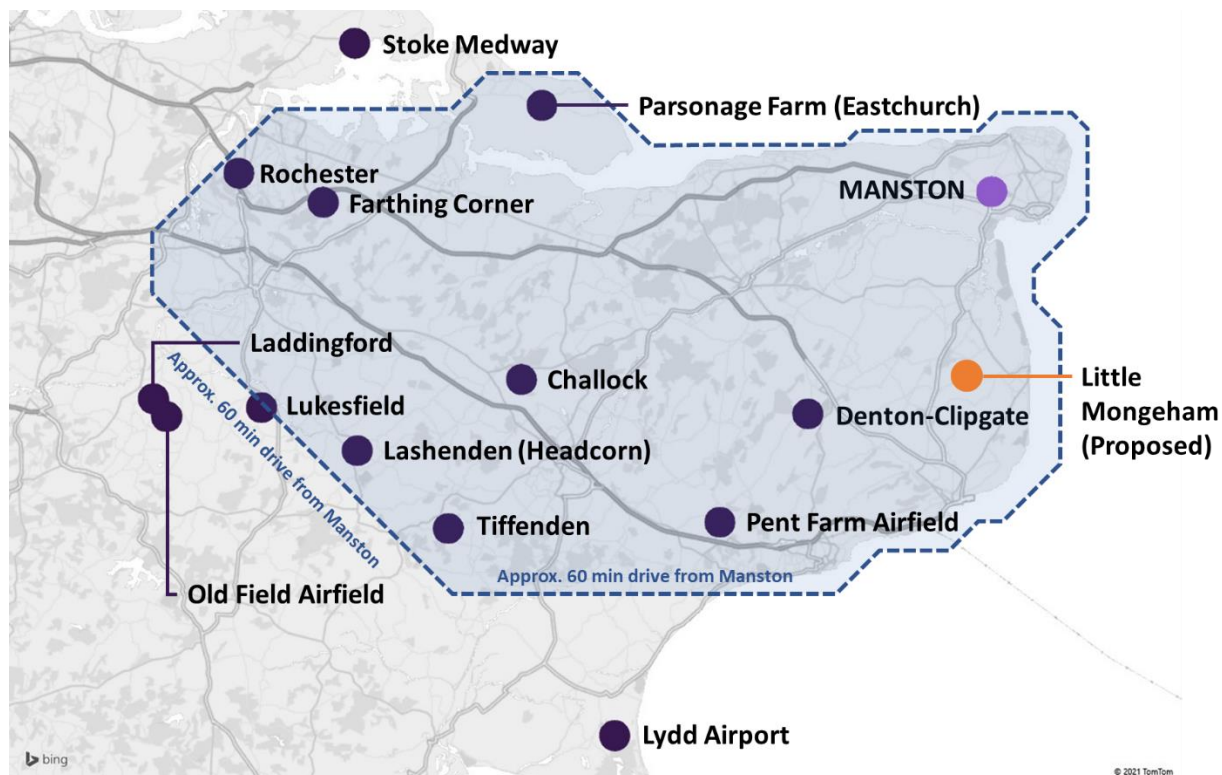 Stoke Medway
Parsonage Farm (Eastchurch)
Rochester
MANSTON
Farthing Corner
Laddingford
Challock
Little
Mongeham
(Proposed)
Lukesfield
Denton-Clipgate
Approx. 60 min drive from Manston
Lashenden (Headcorn)
Tiffenden
Pent Farm Airfield
Approx. 60 min drive from Manston
Old Field Airfield
Lydd Airport
bing
© 2021 TomTom